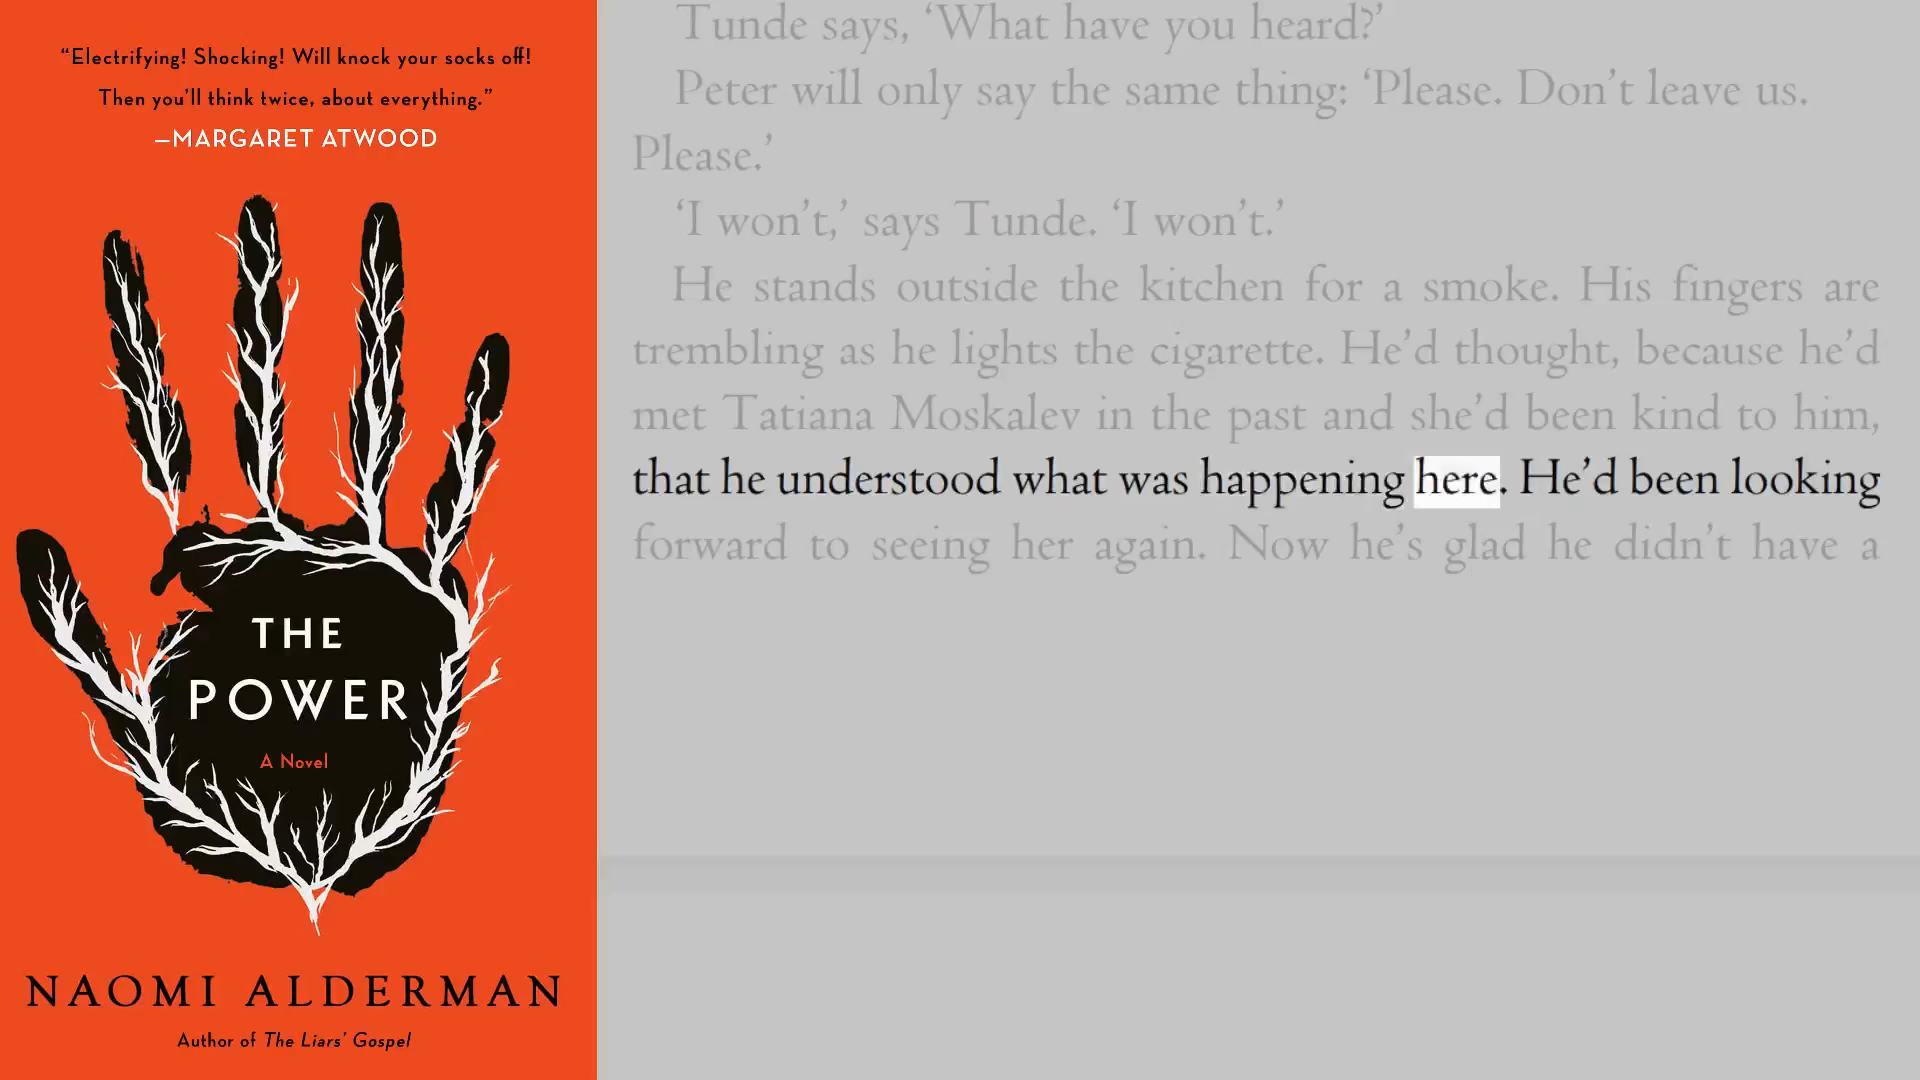 “Electrifying! Shocking! Will knock your socks off!
Then you’ll think twice, about everything.”
—MARGARET ATWOOD
THE
POWER
A Novel
NAOMI ALDERMAN
Author of The Liars’ Gospel
Tunde says, ‘What have you heard?’
Peter will only say the same thing: ‘Please. Don’t leave us.
Please.’
‘I won’t,’ says Tunde. ‘I won’t.’
He stands outside the kitchen for a smoke. His fingers are
trembling as he lights the cigarette. He’d thought, because he’d
met Tatiana Moskalev in the past and she’d been kind to him,
that he understood what was happening here. He’d been looking
forward to seeing her again. Now he’s glad he didn’t have a